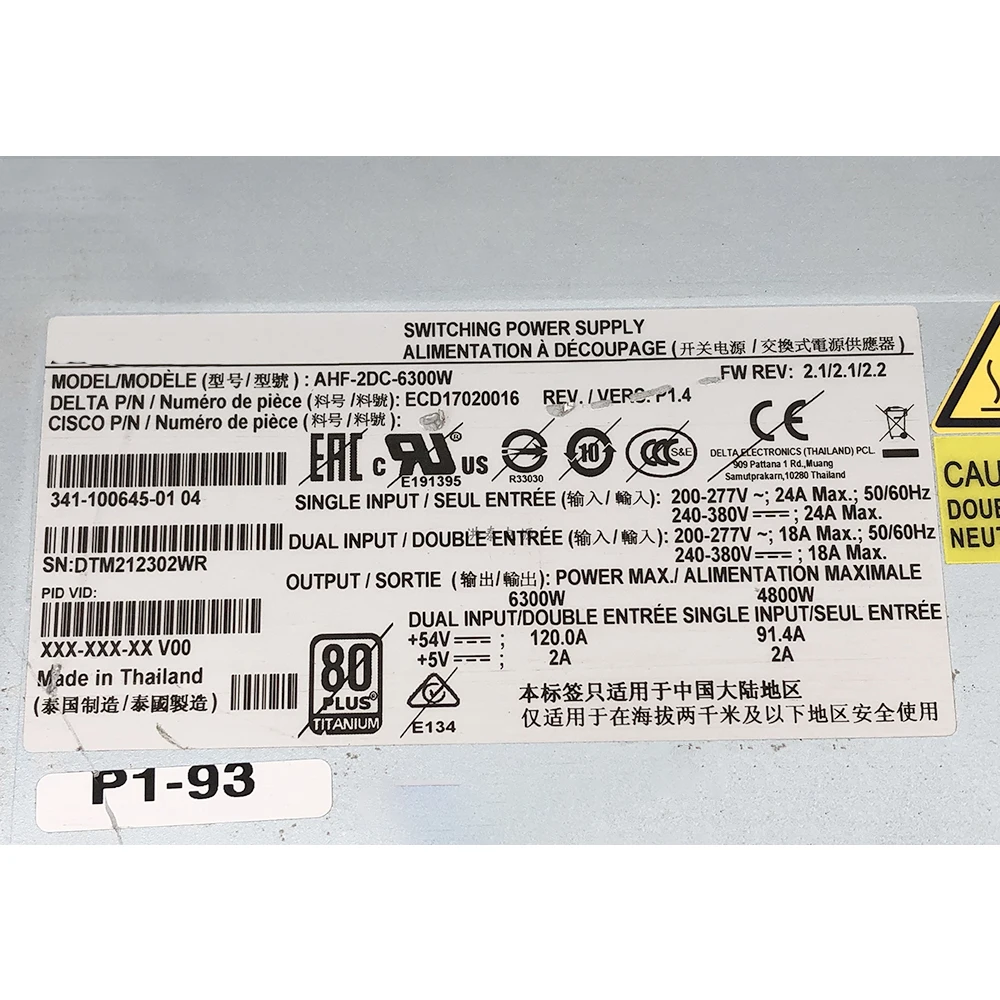 SWITCHING POWER SUPPLY
ALIMENTATION À DÉCOUPAGE (开关电源 / 交換式電源供應器)
MODEL/MODÈLE (型号/型號) : AHF-2DC-6300W
FW REV: 2.1/2.1/2.2
DELTA P/N / Numéro de pièce (料号 /料號): ECD17020016 REV. / VERS. P1.4
CISCO P/N / Numéro de pièce (料号 /料號):
341-100645-01 04
EAC
c RU ® US
E191395
R33030
10
CCC S&E
CE
DELTA ELECTRONICS (THAILAND) PCL.
909 Pattana 1 Rd.,Muang
Samutprakarn,10280 Thailand
SINGLE INPUT / SEUL ENTRÉE (输入 / 輸入): 200-277V ~; 24A Max.; 50/60Hz
240-380V ; 24A Max.
DUAL INPUT / DOUBLE ENTRÉE (输入 / 輸入): 200-277V ~; 18A Max.; 50/60Hz
240-380V ; 18A Max.
SN:DTM212302WR
OUTPUT / SORTIE (输出/輸出): POWER MAX./ ALIMENTATION MAXIMALE
6300W 4800W
DUAL INPUT/DOUBLE ENTRÉE SINGLE INPUT/SEUL ENTRÉE
+54V ; 120.0A 91.4A
+5V ; 2A 2A
PID VID:
XXX-XXX-XX V00
Made in Thailand
(泰国制造 /泰國製造)
80
PLUS®
TITANIUM
E134
本标签只适用于中国大陆地区
仅适用于在海拔两千米及以下地区安全使用
P1-93
CAU
DOUB
NEUT